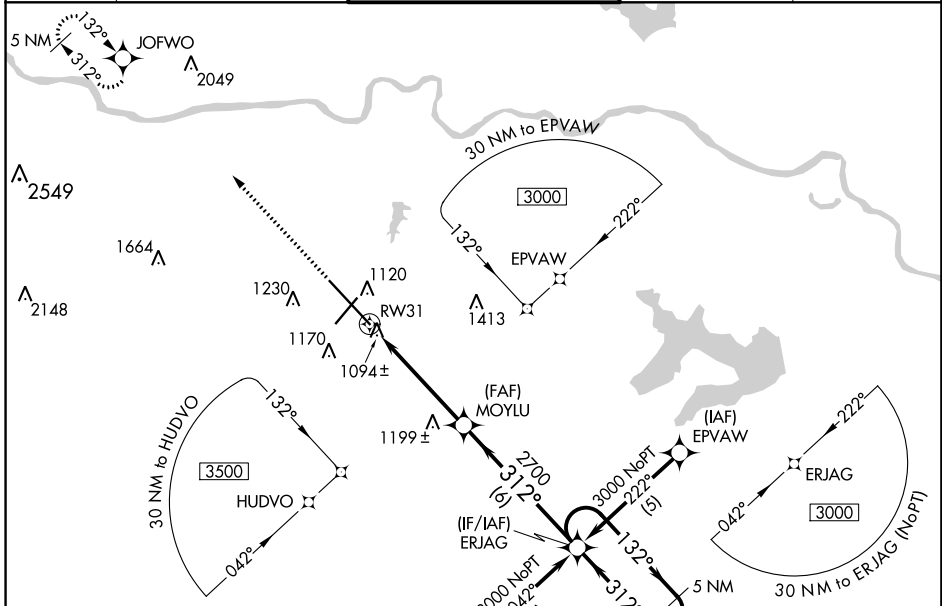 5 NM
132°
312°
JOFWO
2049
2549
1664
2148
1230
1120
RW31
1170
1094±
30 NM to EPVAW
3000
132°
222°
EPVAW
1413
(FAF)
MOYLU
1199±
2700
312°
(6)
(IAF)
EPVAW
3000 NoPT
222°
(5)
(IF/IAF)
ERJAG
132°
5 NM
312°
3000 NoPT
042°
30 NM to HUDVO
132°
3500
HUDVO
042°
222°
ERJAG
042°
3000
30 NM to ERJAG (NoPT)